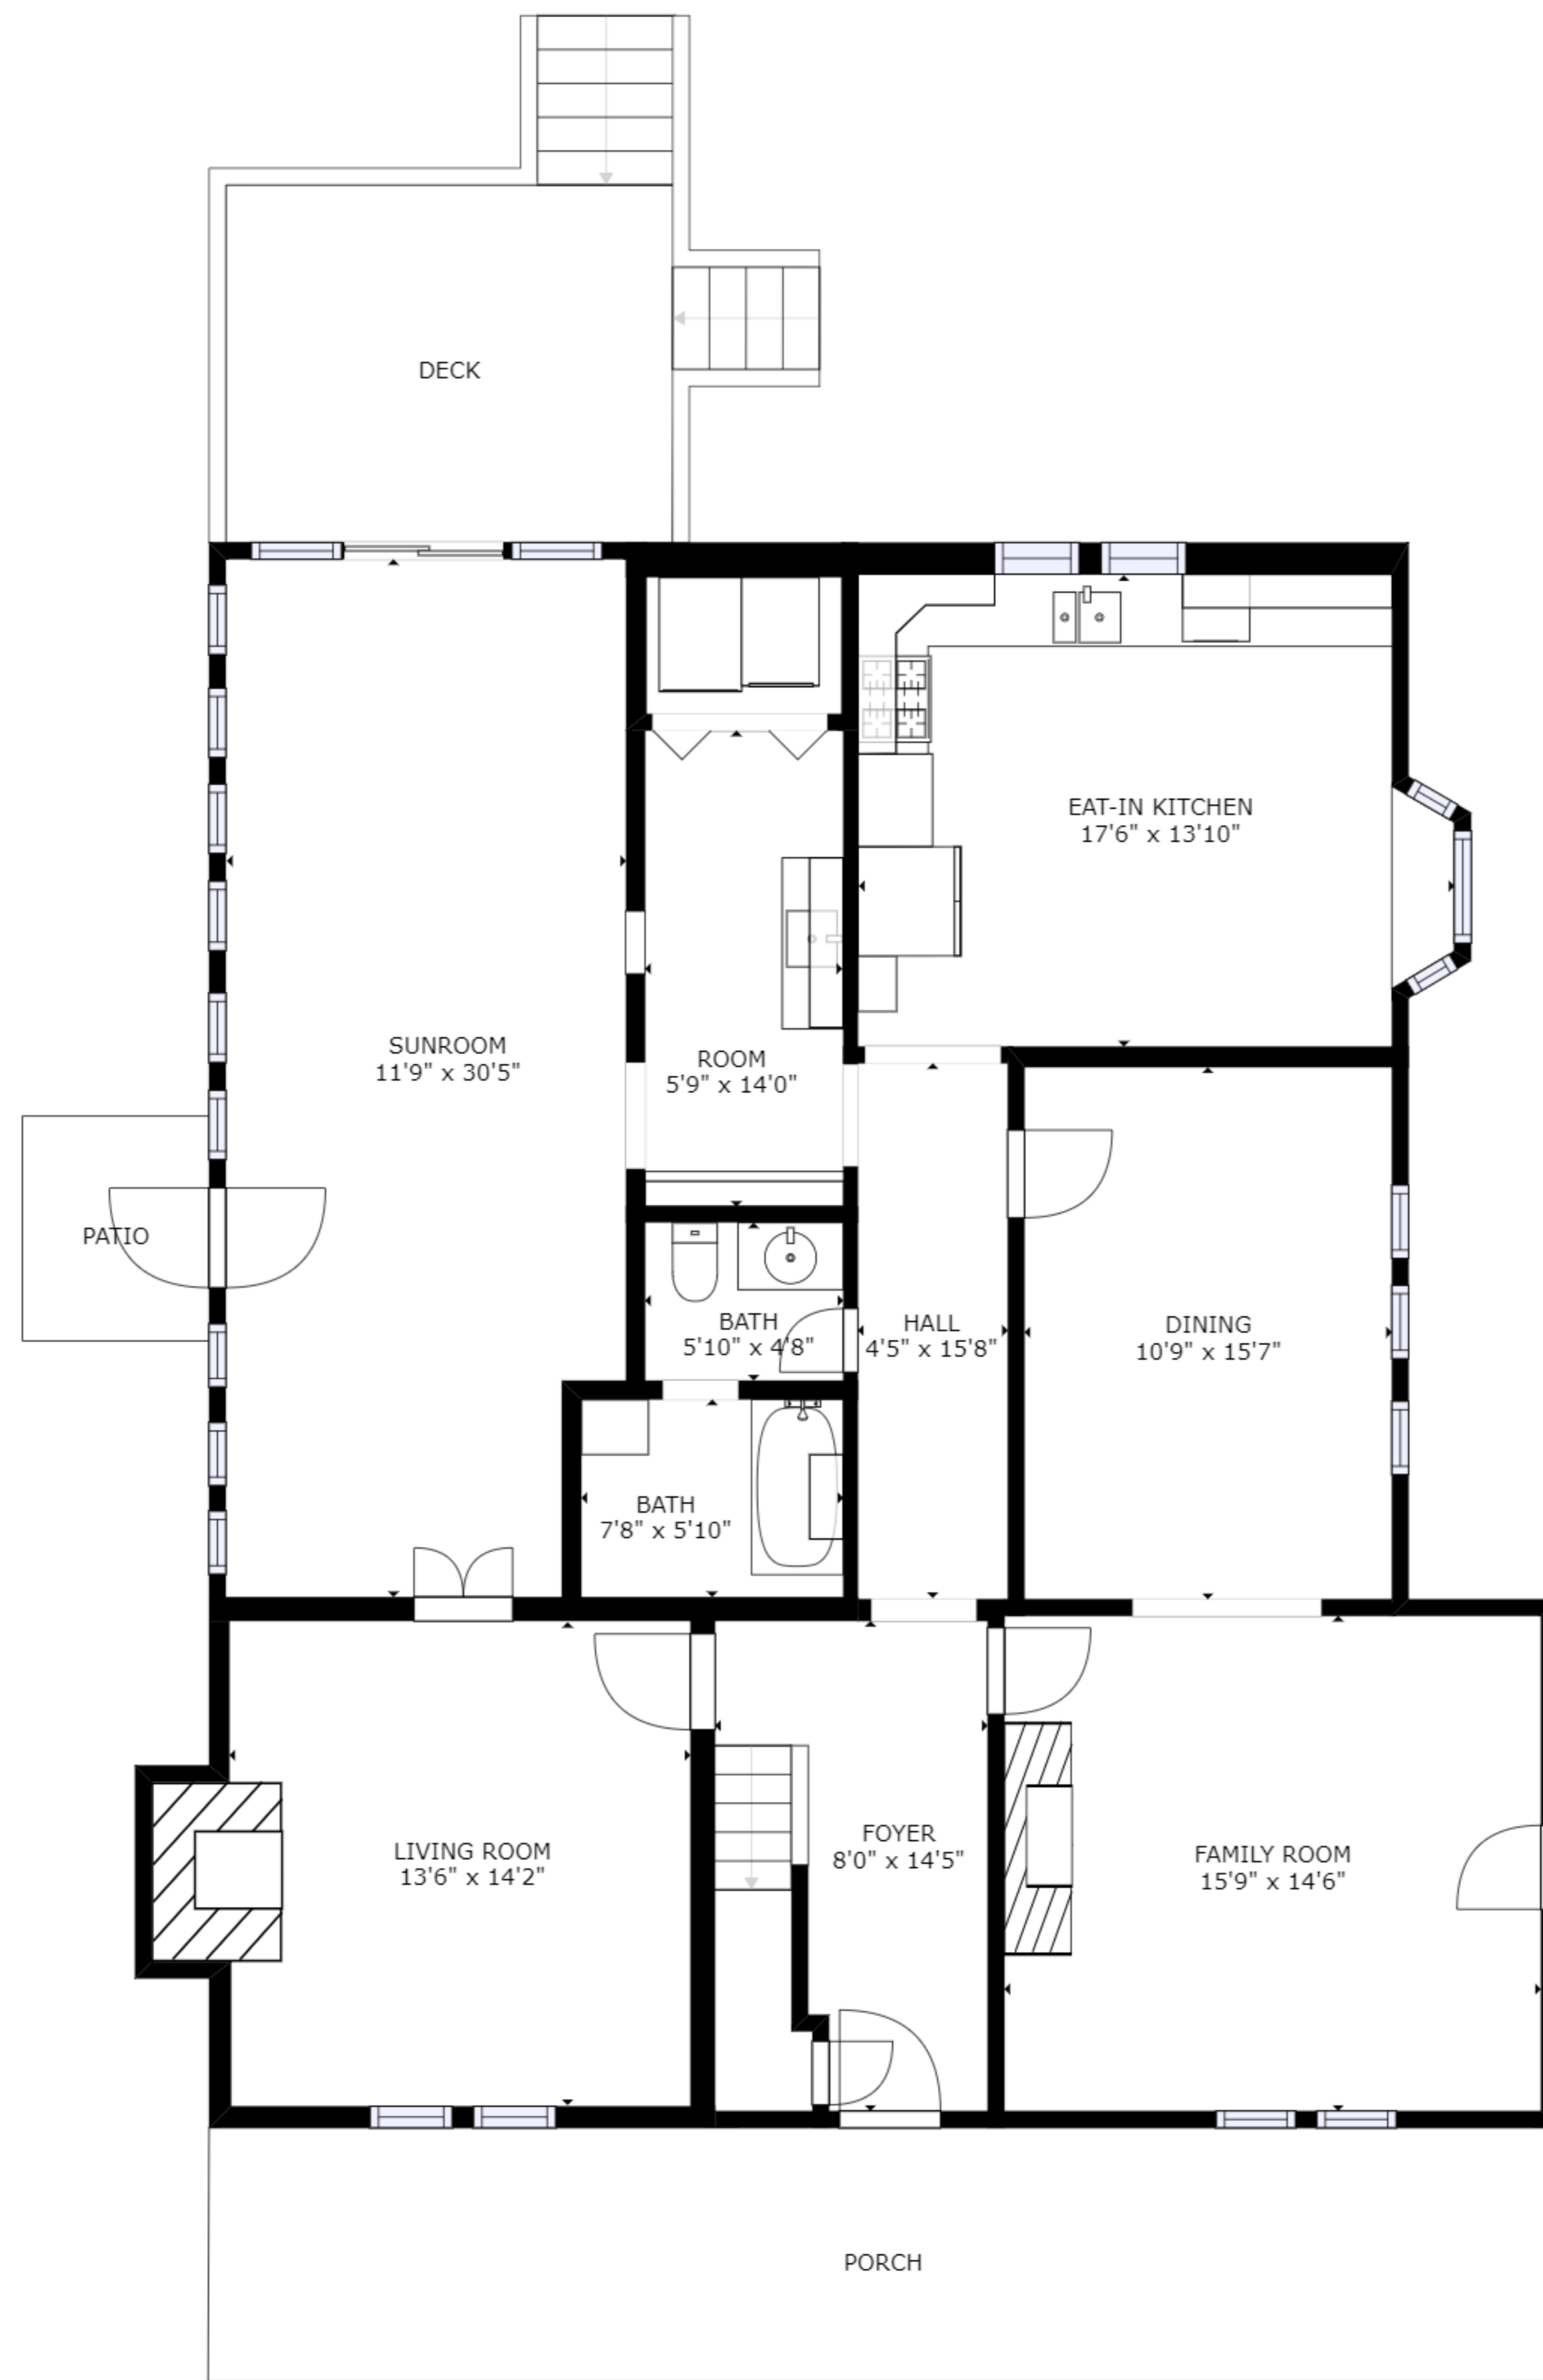 DECK
EAT-IN KITCHEN
17'6" x 13'10"
SUNROOM
11'9" x 30'5"
ROOM
5'9" x 14'0"
PATIO
BATH
5'10" x 4'8"
HALL
4'5" x 15'8"
DINING
10'9" x 15'7"
BATH
7'8" x 5'10"
LIVING ROOM
13'6" x 14'2"
FOYER
8'0" x 14'5"
FAMILY ROOM
15'9" x 14'6"
PORCH